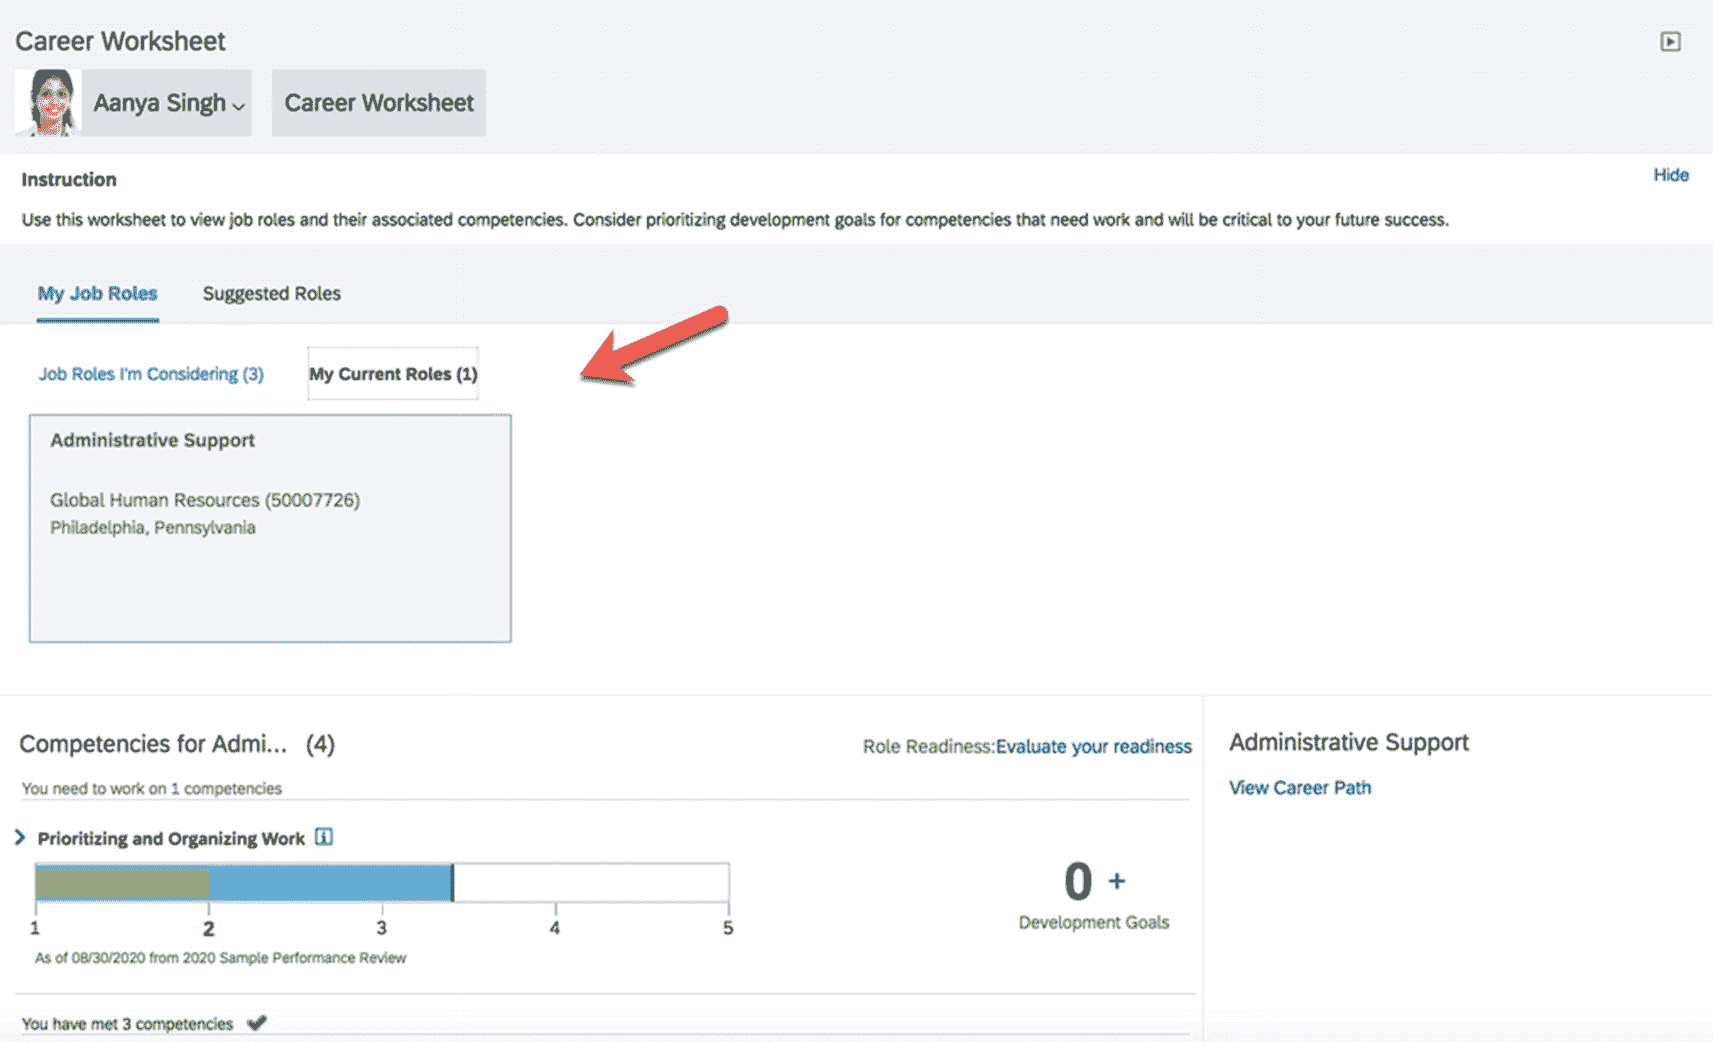 Career Worksheet
Aanya Singh
Career Worksheet
Instruction
Hide
Use this worksheet to view job roles and their associated competencies. Consider prioritizing development goals for competencies that need work and will be critical to your future success.
My Job Roles
Suggested Roles
Job Roles I'm Considering (3)
My Current Roles (1)
Administrative Support
Global Human Resources (50007726)
Philadelphia, Pennsylvania
Competencies for Admi... (4)
Role Readiness:Evaluate your readiness
You need to work on 1 competencies
Prioritizing and Organizing Work
1 2 3 4 5
As of 08/30/2020 from 2020 Sample Performance Review
0 +
Development Goals
You have met 3 competencies
Administrative Support
View Career Path